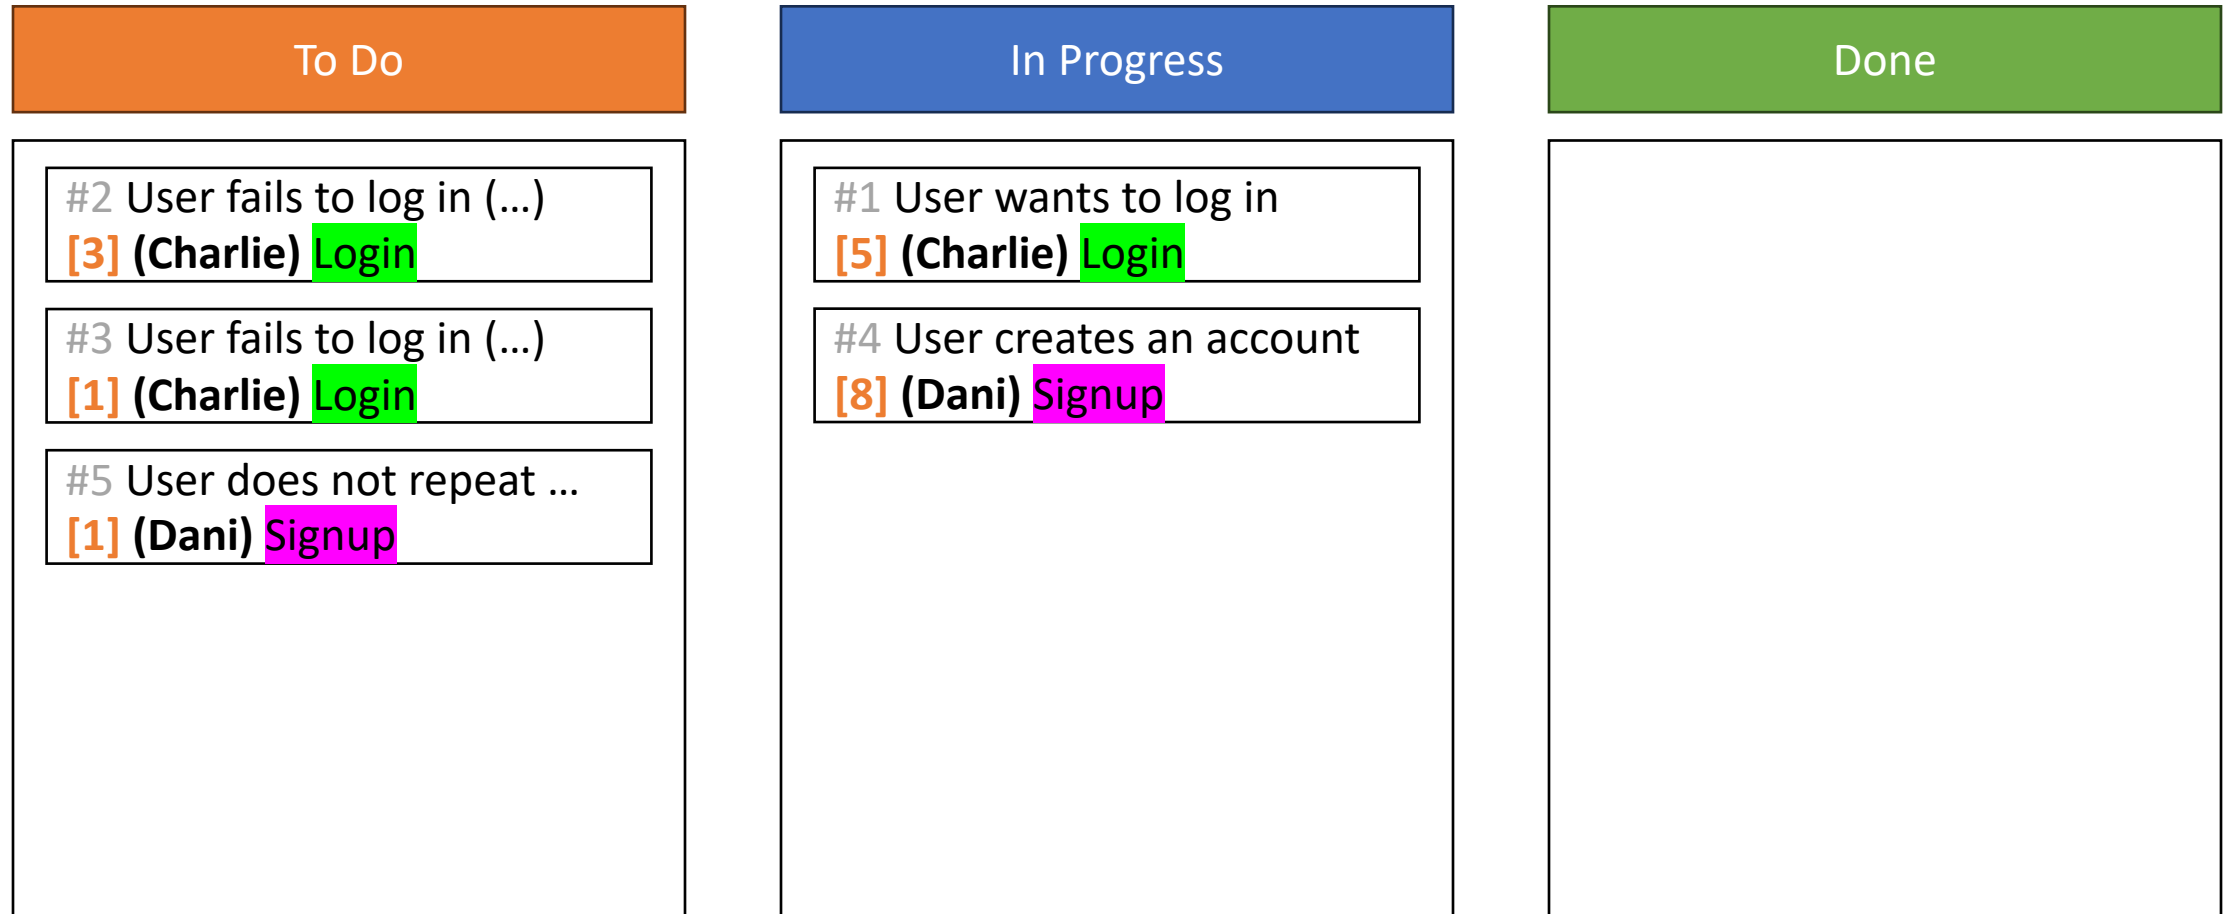 To Do
#2 User fails to log in (…)
[3] (Charlie) Login
#3 User fails to log in (…)
[1] (Charlie) Login
#5 User does not repeat …
[1] (Dani) Signup
In Progress
#1 User wants to log in
[5] (Charlie) Login
#4 User creates an account
[8] (Dani) Signup
Done